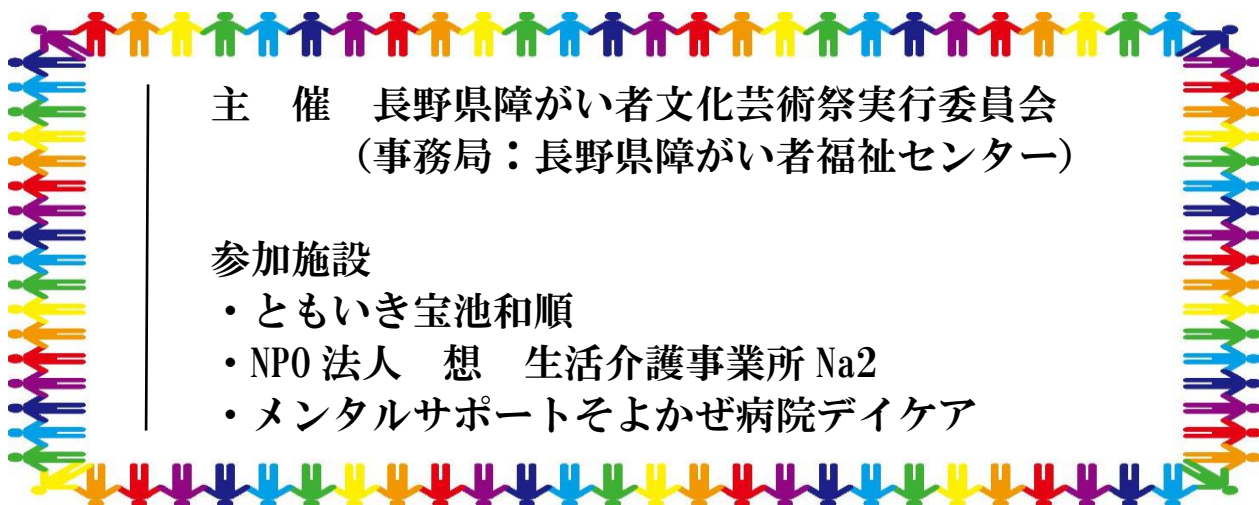 主　催　長野県障がい者文化芸術祭実行委員会
（事務局：長野県障がい者福祉センター）
参加施設
・ともいき宝池和順
・NPO法人　想　生活介護事業所 Na2
・メンタルサポートそよかぜ病院デイケア